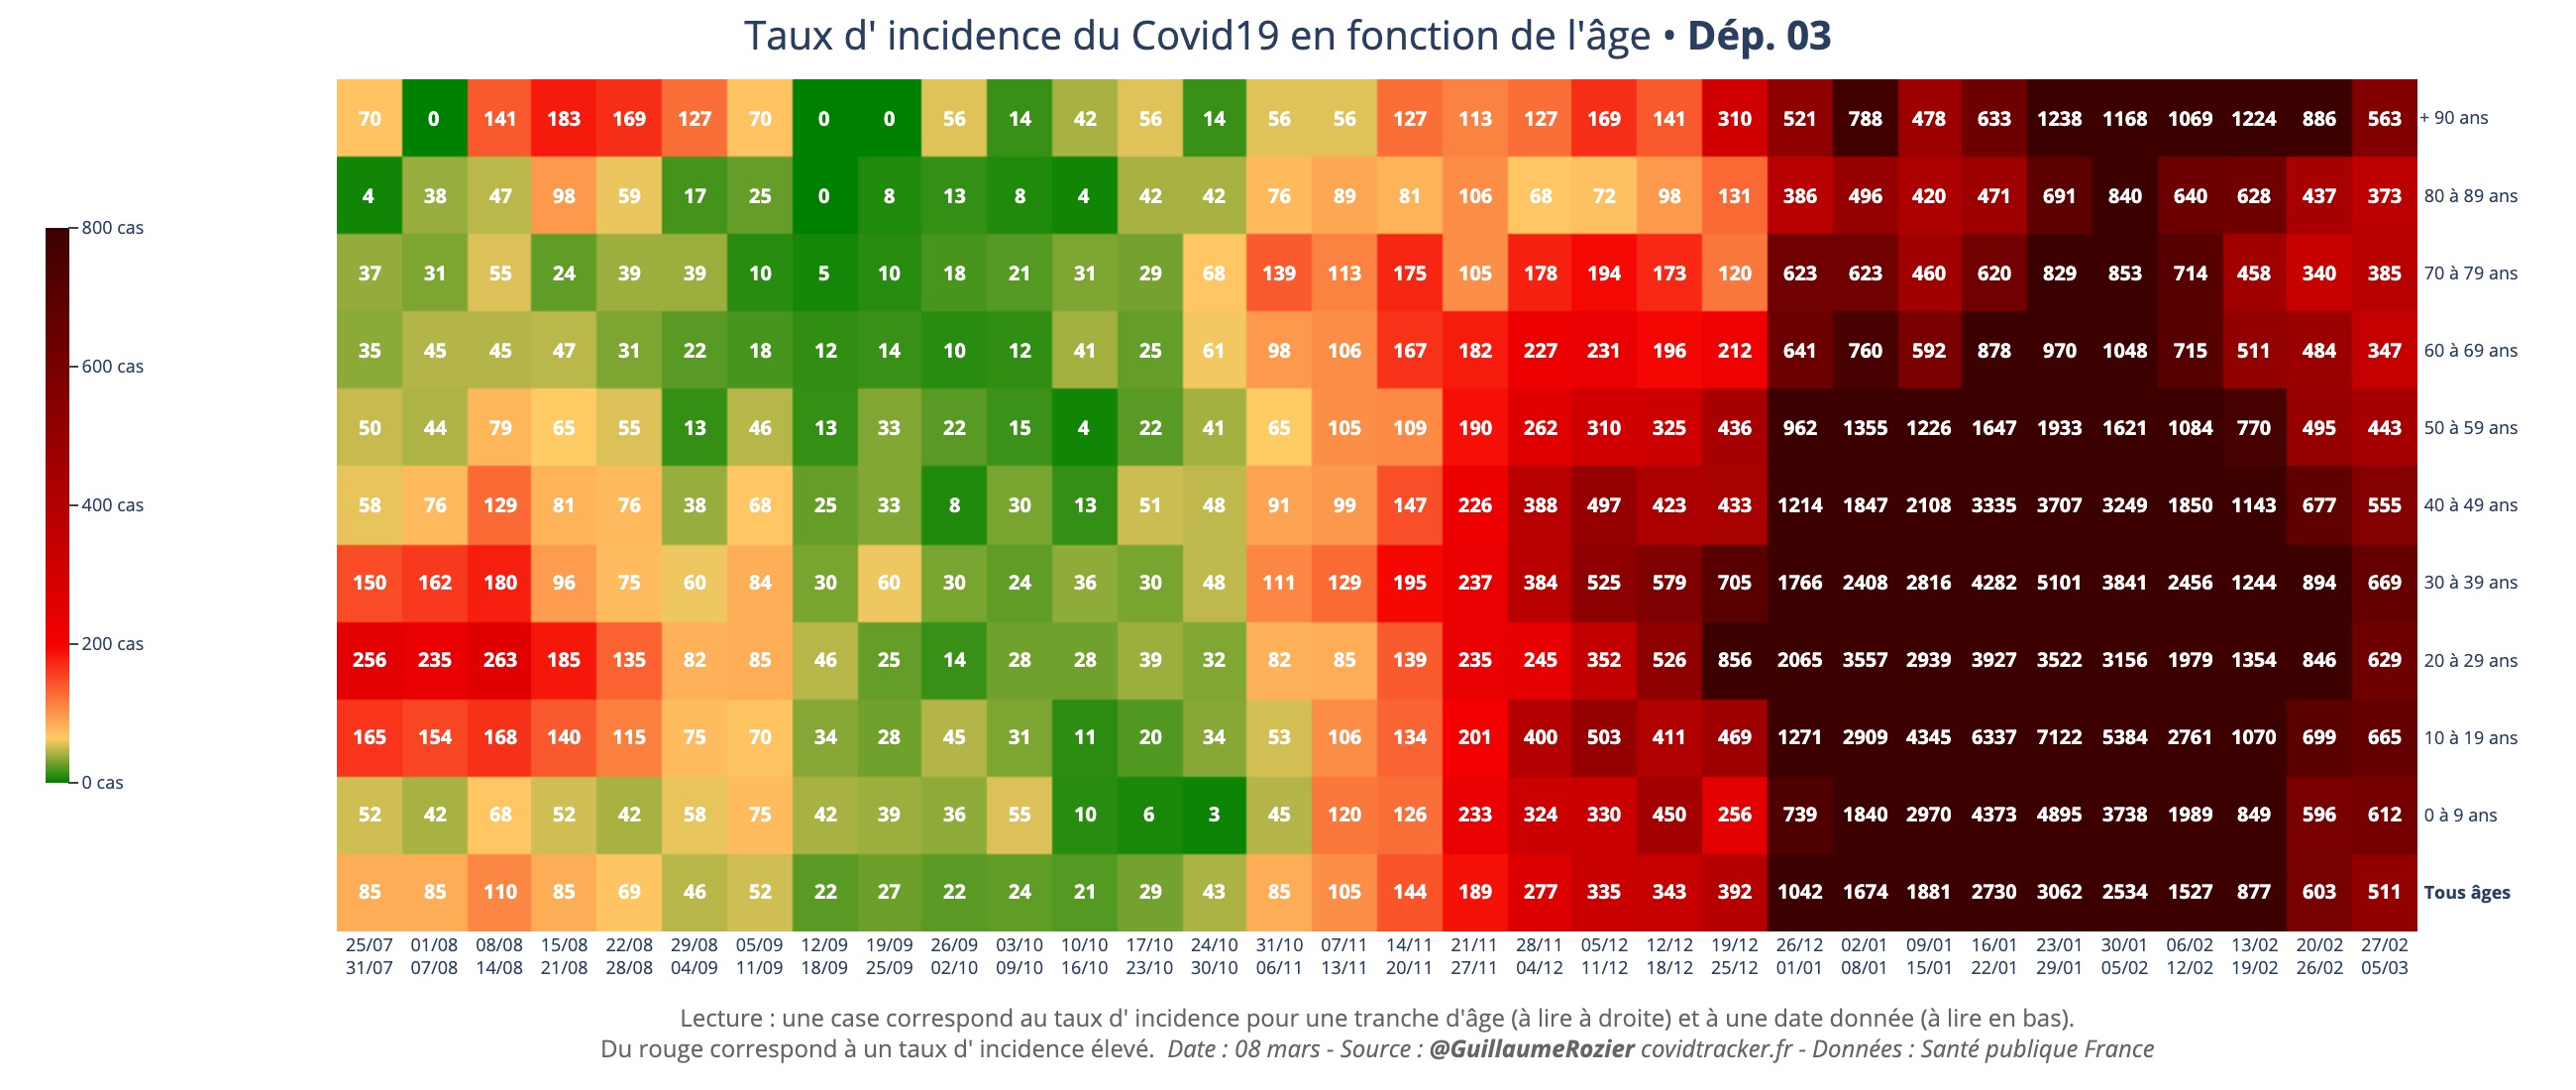 Taux d' incidence du Covid19 en fonction de l'âge • Dép. 03
70 0 141 183 169 127 70 0 0 56 14 42 56 14 56 56 127 113 127 169 141 310 521 788 478 633 1238 1168 1069 1224 886 563 + 90 ans
4 38 47 98 59 17 25 0 8 13 8 4 42 42 76 89 81 106 68 72 98 131 386 496 420 471 691 840 640 628 437 373 80 à 89 ans
800 cas
37 31 55 24 39 39 10 5 10 18 21 31 29 68 139 113 175 105 178 194 173 120 623 623 460 620 829 853 714 458 340 385 70 à 79 ans
35 45 45 47 31 22 18 12 14 10 12 41 25 61 98 106 167 182 227 231 196 212 641 760 592 878 970 1048 715 511 484 347 60 à 69 ans
600 cas
50 44 79 65 55 13 46 13 33 22 15 4 22 41 65 105 109 190 262 310 325 436 962 1355 1226 1647 1933 1621 1084 770 495 443 50 à 59 ans
400 cas
58 76 129 81 76 38 68 25 33 8 30 13 51 48 91 99 147 226 388 497 423 433 1214 1847 2108 3335 3707 3249 1850 1143 677 555 40 à 49 ans
150 162 180 96 75 60 84 30 60 30 24 36 30 48 111 129 195 237 384 525 579 705 1766 2408 2816 4282 5101 3841 2456 1244 894 669 30 à 39 ans
200 cas
256 235 263 185 135 82 85 46 25 14 28 28 39 32 82 85 139 235 245 352 526 856 2065 3557 2939 3927 3522 3156 1979 1354 846 629 20 à 29 ans
165 154 168 140 115 75 70 34 28 45 31 11 20 34 53 106 134 201 400 503 411 469 1271 2909 4345 6337 7122 5384 2761 1070 699 665 10 à 19 ans
0 cas
52 42 68 52 42 58 75 42 39 36 55 10 6 3 45 120 126 233 324 330 450 256 739 1840 2970 4373 4895 3738 1989 849 596 612 0 à 9 ans
85 85 110 85 69 46 52 22 27 22 24 21 29 43 85 105 144 189 277 335 343 392 1042 1674 1881 2730 3062 2534 1527 877 603 511 Tous âges
25/07 01/08 08/08 15/08 22/08 29/08 05/09 12/09 19/09 26/09 03/10 10/10 17/10 24/10 31/10 07/11 14/11 21/11 28/11 05/12 12/12 19/12 26/12 02/01 09/01 16/01 23/01 30/01 06/02 13/02 20/02 27/02
31/07 07/08 14/08 21/08 28/08 04/09 11/09 18/09 25/09 02/10 09/10 16/10 23/10 30/10 06/11 13/11 20/11 27/11 04/12 11/12 18/12 25/12 01/01 08/01 15/01 22/01 29/01 05/02 12/02 19/02 26/02 05/03
Lecture : une case correspond au taux d' incidence pour une tranche d'âge (à lire à droite) et à une date donnée (à lire en bas).
Du rouge correspond à un taux d' incidence élevé. Date : 08 mars - Source : @GuillaumeRozier covidtracker.fr - Données : Santé publique France